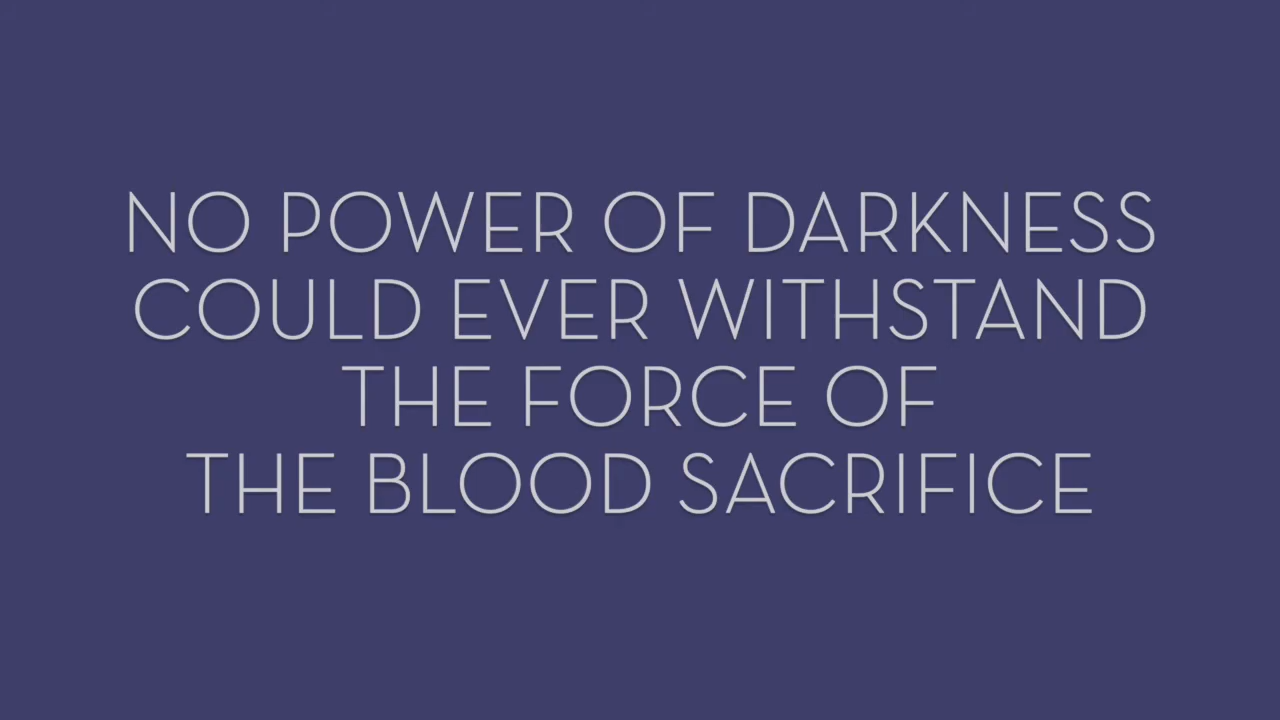 NO POWER OF DARKNESS
COULD EVER WITHSTAND
THE FORCE OF
THE BLOOD SACRIFICE